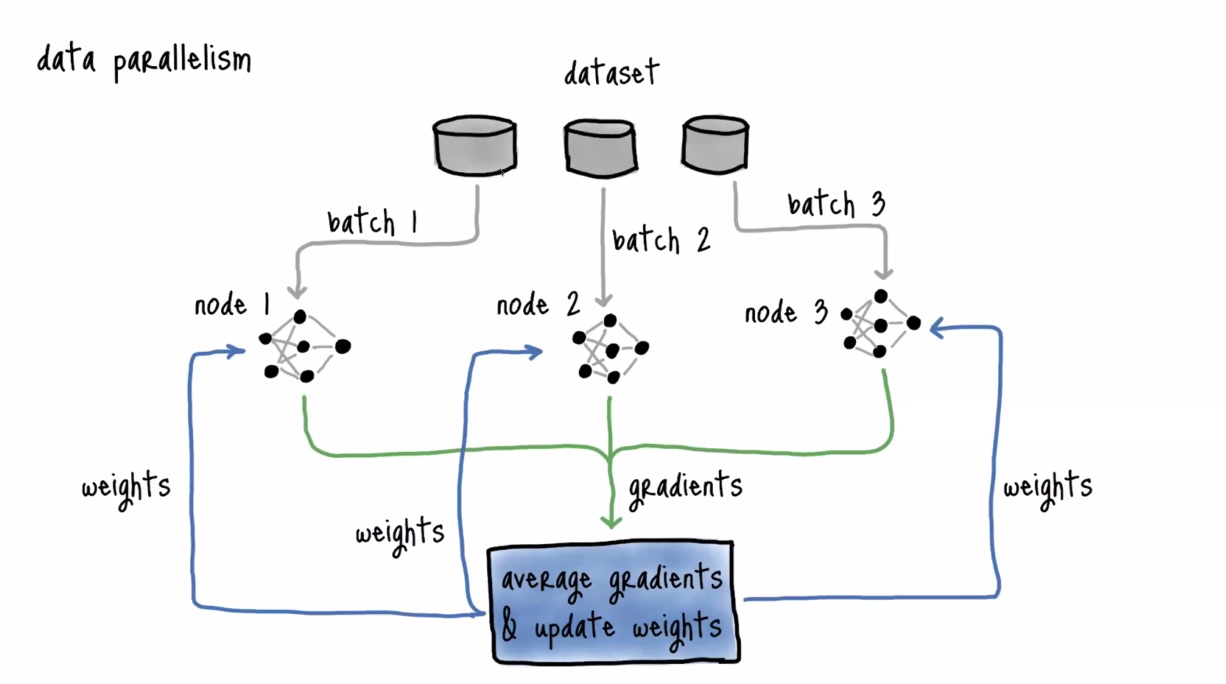 data parallelism
dataset
batch 1
batch 2
batch 3
node 1
node 2
node 3
weights
weights
gradients
weights
average gradients
& update weights